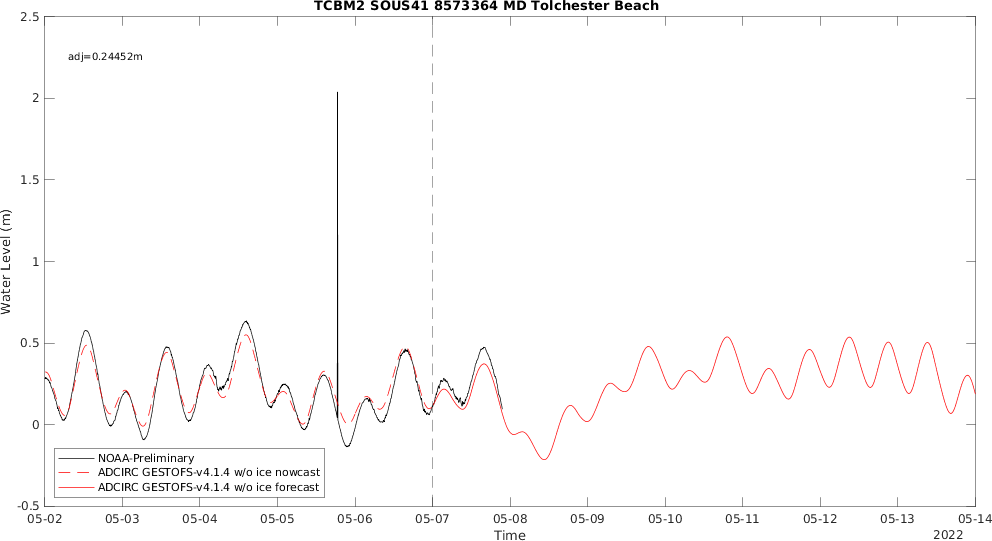 TCBM2 SOUS41 8573364 MD Tolchester Beach
adj=0.24452m
2.5
2
1.5
1
0.5
0
-0.5
Water Level (m)
NOAA-Preliminary
ADCIRC GESTOFS-v4.1.4 w/o ice nowcast
ADCIRC GESTOFS-v4.1.4 w/o ice forecast
05-02 05-03 05-04 05-05 05-06 05-07 05-08 05-09 05-10 05-11 05-12 05-13 05-14
Time
2022